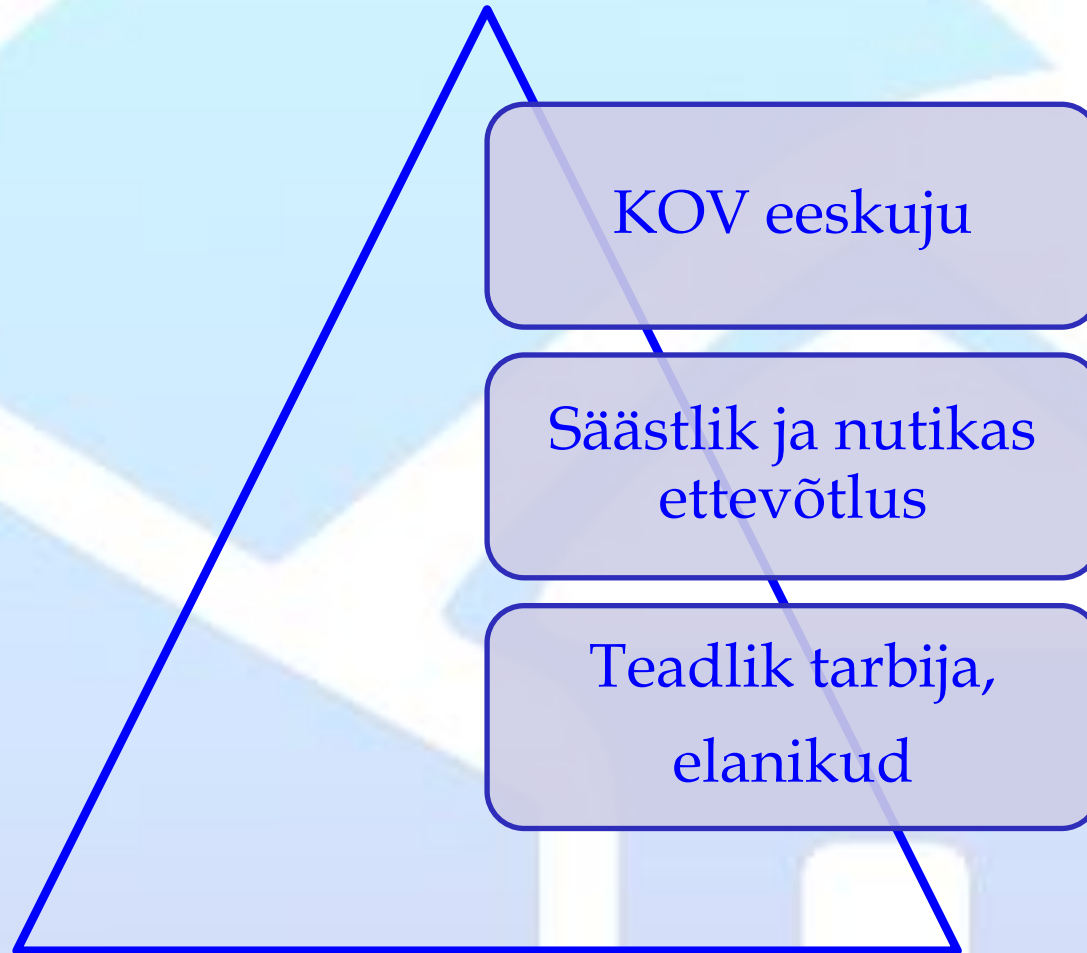 KOV eeskuju
Säästlik ja nutikas
ettevõtlus
Teadlik tarbija,
elanikud